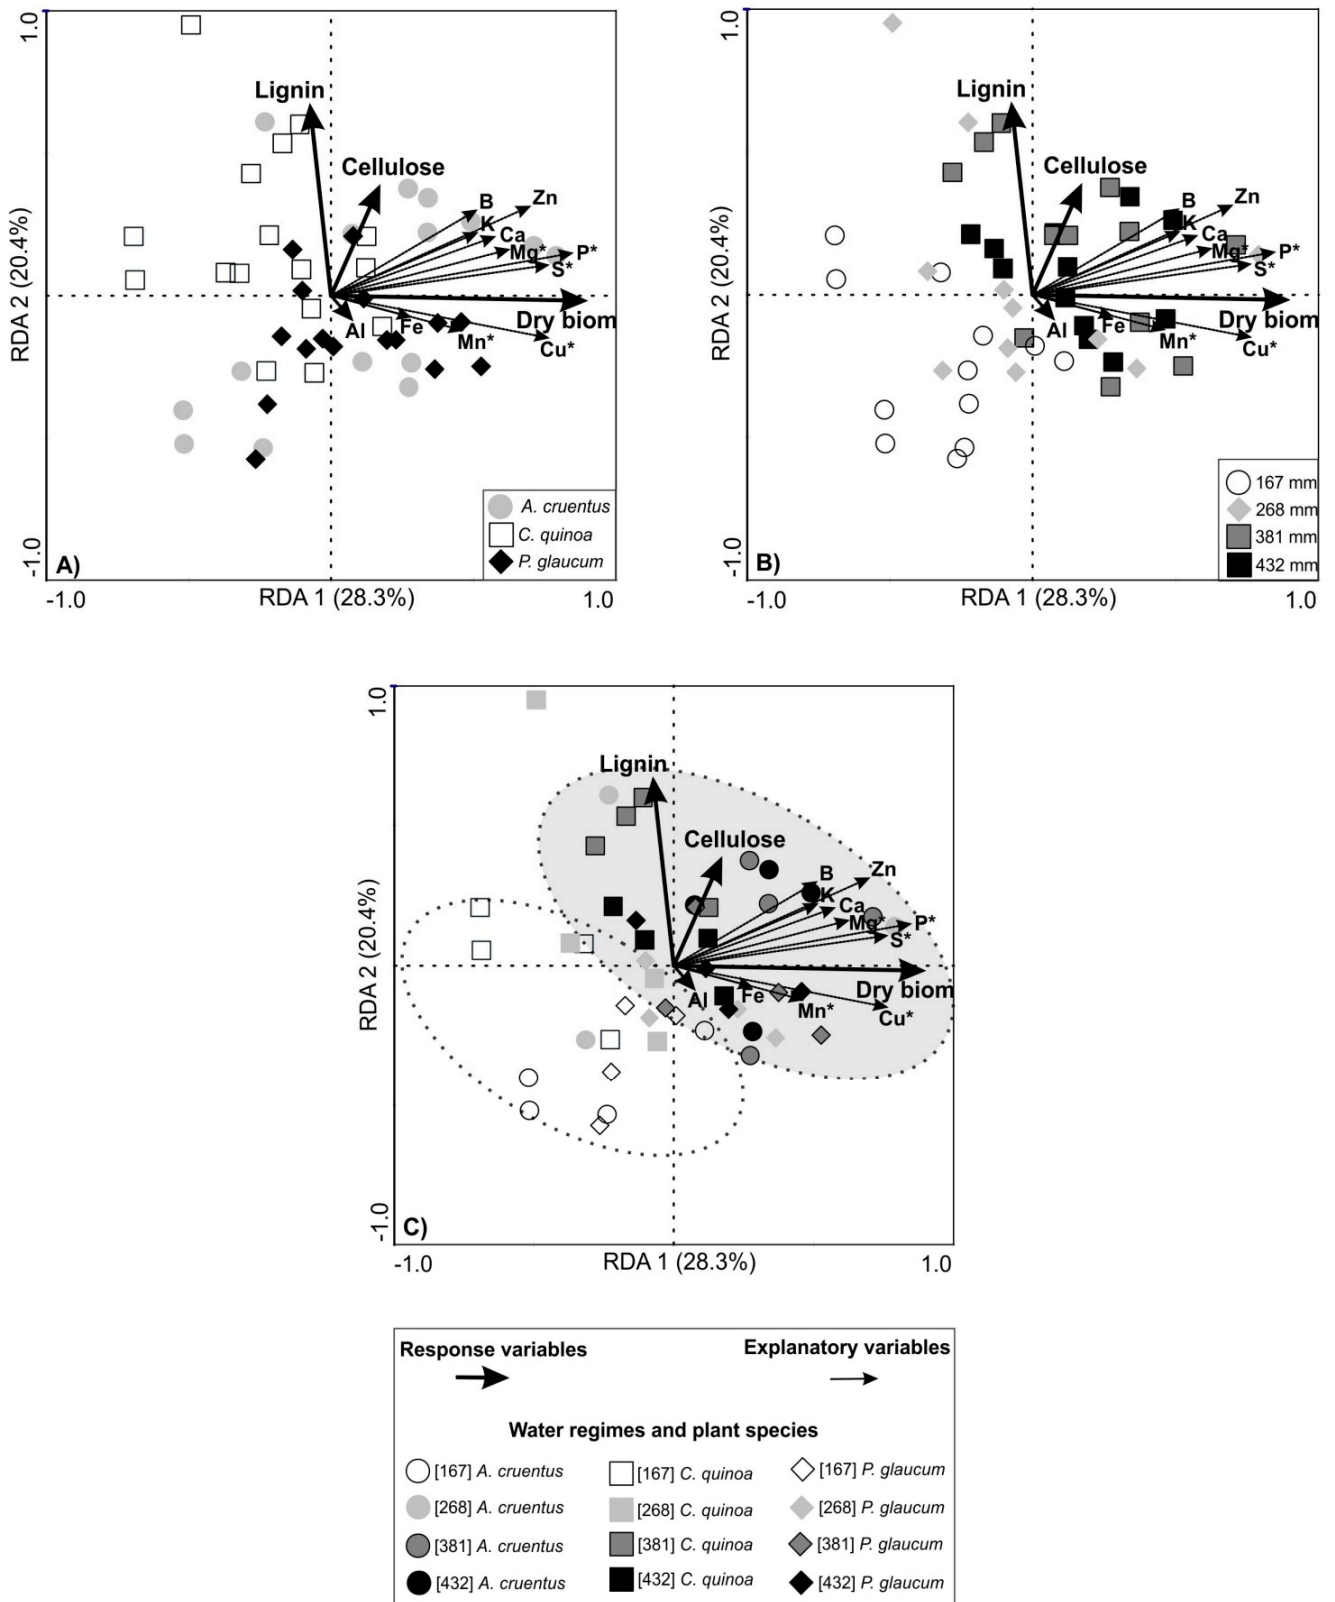 1.0
Lignin
Cellulose
B
Zn
K
Ca
Mg*
P*
S*
Dry biom
Al
Fe
Mn*
Cu*
RDA 2 (20.4%)
A. cruentus
C. quinoa
P. glaucum
-1.0
A)
-1.0
RDA 1 (28.3%)
1.0
1.0
Lignin
Cellulose
B
Zn
K
Ca
Mg*
P*
S*
Dry biom
Al
Fe
Mn*
Cu*
RDA 2 (20.4%)
167 mm
268 mm
381 mm
432 mm
-1.0
B)
-1.0
RDA 1 (28.3%)
1.0
1.0
Lignin
Cellulose
B
Zn
K
Ca
Mg*
P*
S*
Dry biom
Al
Fe
Mn*
Cu*
RDA 2 (20.4%)
-1.0
C)
-1.0
RDA 1 (28.3%)
1.0
Response variables
Explanatory variables
Water regimes and plant species
[167] A. cruentus [167] C. quinoa [167] P. glaucum
[268] A. cruentus [268] C. quinoa [268] P. glaucum
[381] A. cruentus [381] C. quinoa [381] P. glaucum
[432] A. cruentus [432] C. quinoa [432] P. glaucum